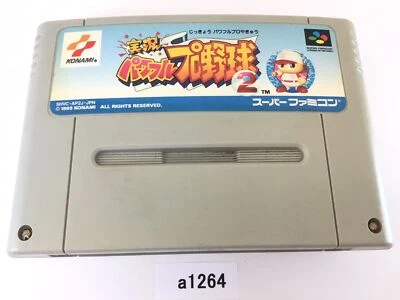 KONAMI
じっきょう パワフルプロやきゅう
実況
パワフル
プロ野球
2
TM
SHVC-AP2J-JPN
© 1995 KONAMI ALL RIGHTS RESERVED.
スーパーファミコン
a1264